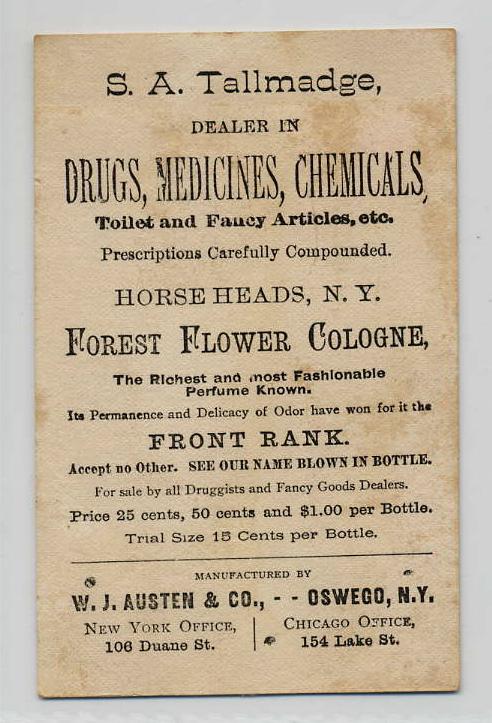 S. A. Tallmadge,
DEALER IN
DRUGS, MEDICINES, CHEMICALS,
Toilet and Fancy Articles, etc.
Prescriptions Carefully Compounded.
HORSE HEADS, N. Y.
FOREST FLOWER COLOGNE,
The Richest and most Fashionable
Perfume Known.
Its Permanence and Delicacy of Odor have won for it the
FRONT RANK.
Accept no Other. SEE OUR NAME BLOWN IN BOTTLE.
For sale by all Druggists and Fancy Goods Dealers.
Price 25 cents, 50 cents and $1.00 per Bottle.
Trial Size 15 Cents per Bottle.
MANUFACTURED BY
W. J. AUSTEN & CO., - - OSWEGO, N.Y.
NEW YORK OFFICE,
106 Duane St.
CHICAGO OFFICE,
154 Lake St.